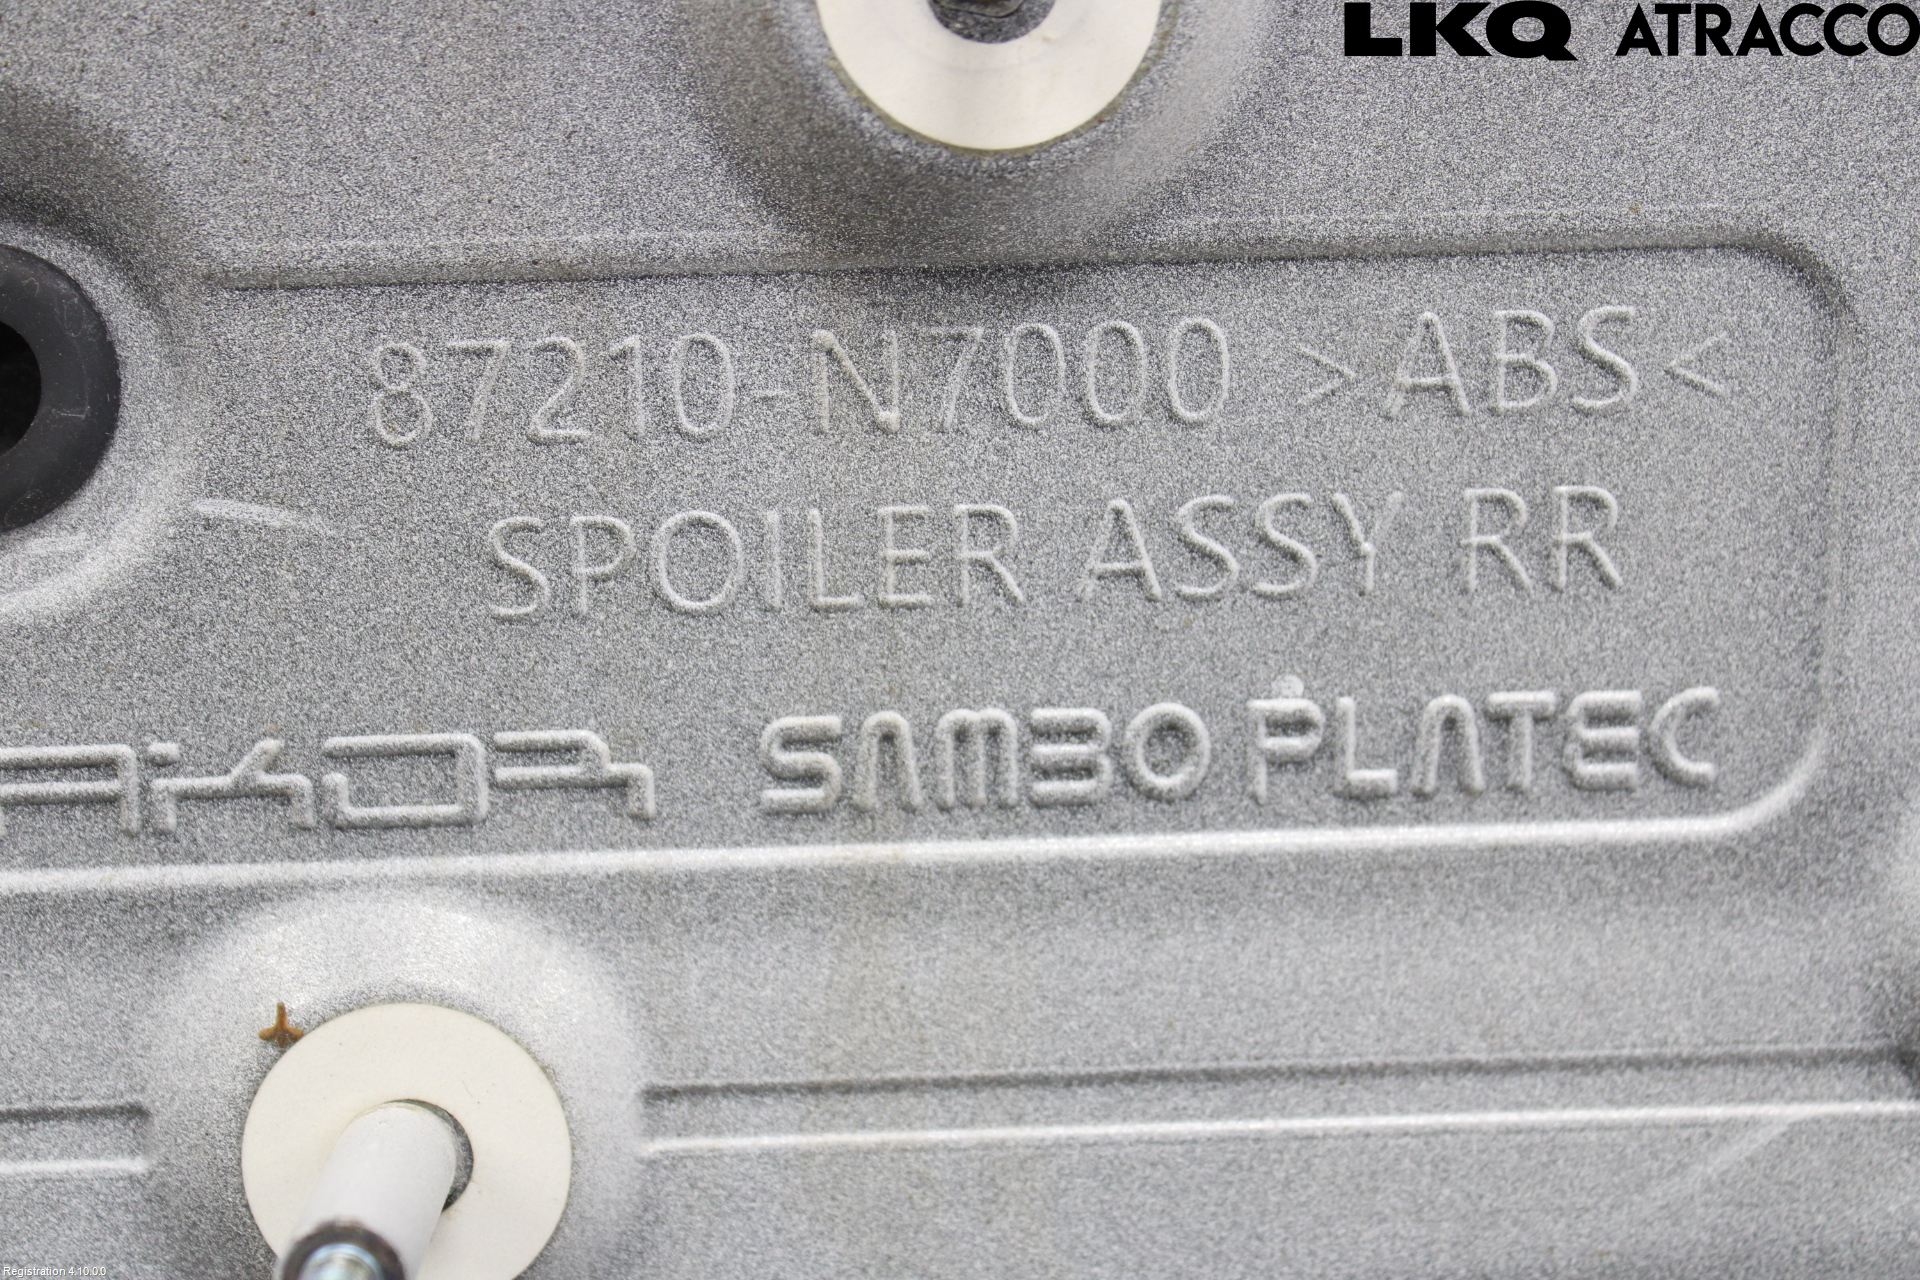 LKQ ATRACCO
87210-N7000 >ABS<
SPOILER ASSY RR
SAMBO PLATEC
Registration 4.10.0.0